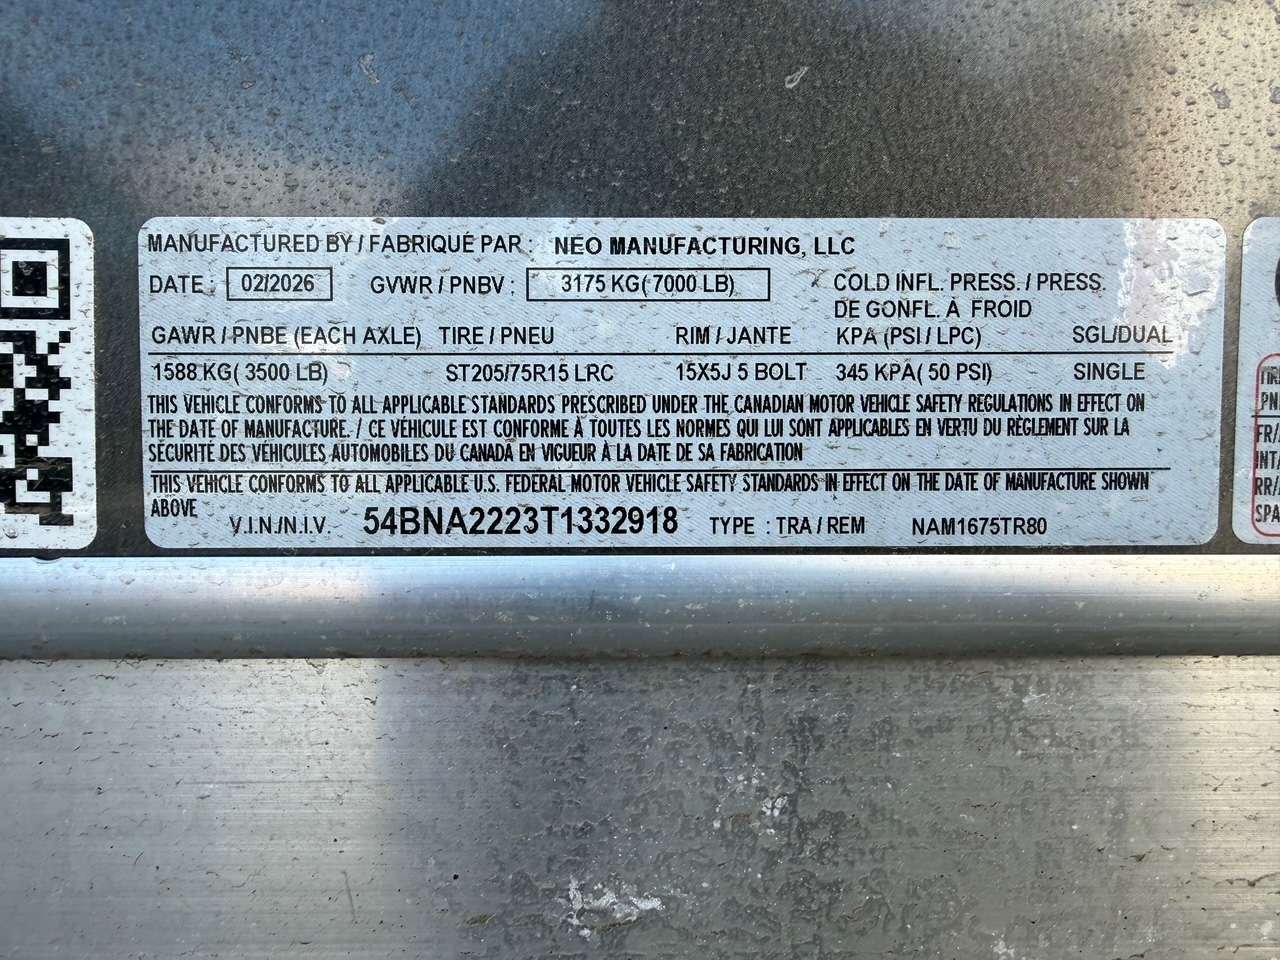 MANUFACTURED BY / FABRIQUÉ PAR : NEO MANUFACTURING, LLC
DATE : 02/2026 GVWR / PNBV : 3175 KG( 7000 LB) COLD INFL. PRESS. / PRESS.
DE GONFL. À FROID
GAWR / PNBE (EACH AXLE) TIRE / PNEU RIM / JANTE KPA (PSI / LPC) SGL/DUAL
1588 KG( 3500 LB) ST205/75R15 LRC 15X5J 5 BOLT 345 KPA( 50 PSI) SINGLE
THIS VEHICLE CONFORMS TO ALL APPLICABLE STANDARDS PRESCRIBED UNDER THE CANADIAN MOTOR VEHICLE SAFETY REGULATIONS IN EFFECT ON
THE DATE OF MANUFACTURE. / CE VÉHICULE EST CONFORME À TOUTES LES NORMES QUI LUI SONT APPLICABLES EN VERTU DU RÈGLEMENT SUR LA
SÉCURITÉ DES VÉHICULES AUTOMOBILES DU CANADA EN VIGUEUR À LA DATE DE SA FABRICATION
THIS VEHICLE CONFORMS TO ALL APPLICABLE U.S. FEDERAL MOTOR VEHICLE SAFETY STANDARDS IN EFFECT ON THE DATE OF MANUFACTURE SHOWN
ABOVE
V.I.N./N.I.V. 54BNA2223T1332918 TYPE : TRA / REM NAM1675TR80
PN
FR/
INT/
RR/
SPA